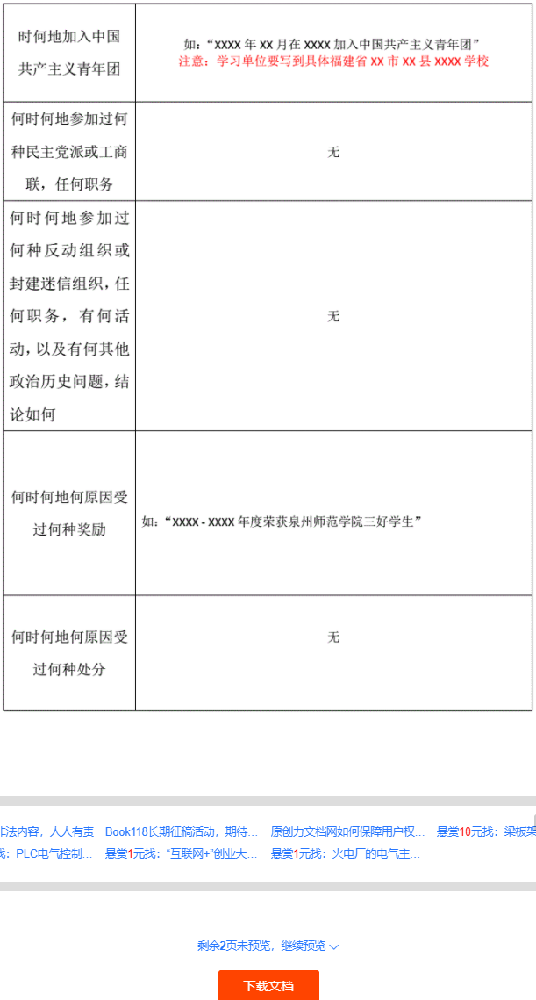 时何地加入中国
共产主义青年团
如：“XXXX 年 XX 月在 XXXX 加入中国共产主义青年团”
注意：学习单位要写到具体福建省 XX 市 XX 县 XXXX 学校
何时何地参加过何
种民主党派或工商
联，任何职务
无
何时何地参加过
何种反动组织或
封建迷信组织，任
何职务，有何活
动，以及有何其他
政治历史问题，结
论如何
无
何时何地何原因受
过何种奖励
如：“XXXX - XXXX 年度荣获泉州师范学院三好学生”
何时何地何原因受
过何种处分
无
非法内容，人人有责 Book118长期征稿活动，期待... 原创力文档网如何保障用户权... 悬赏10元找：梁板架
找：PLC电气控制... 悬赏1元找：“互联网+”创业大... 悬赏1元找：火电厂的电气主...
剩余2页未预览，继续预览
下载文档